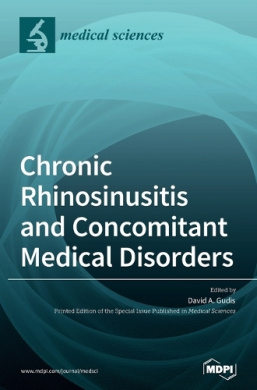 medical sciences
Chronic
Rhinosinusitis
and Concomitant
Medical Disorders
Edited by
David A. Gudis
Printed Edition of the Special Issue Published in Medical Sciences
www.mdpi.com/journal/medsci
MDPI